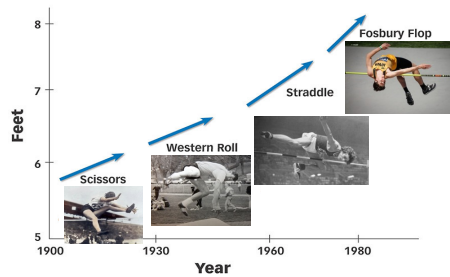 8
Fosbury Flop
7
Straddle
Feet
Western Roll
6
Scissors
5
1900
1930
1960
1980
Year